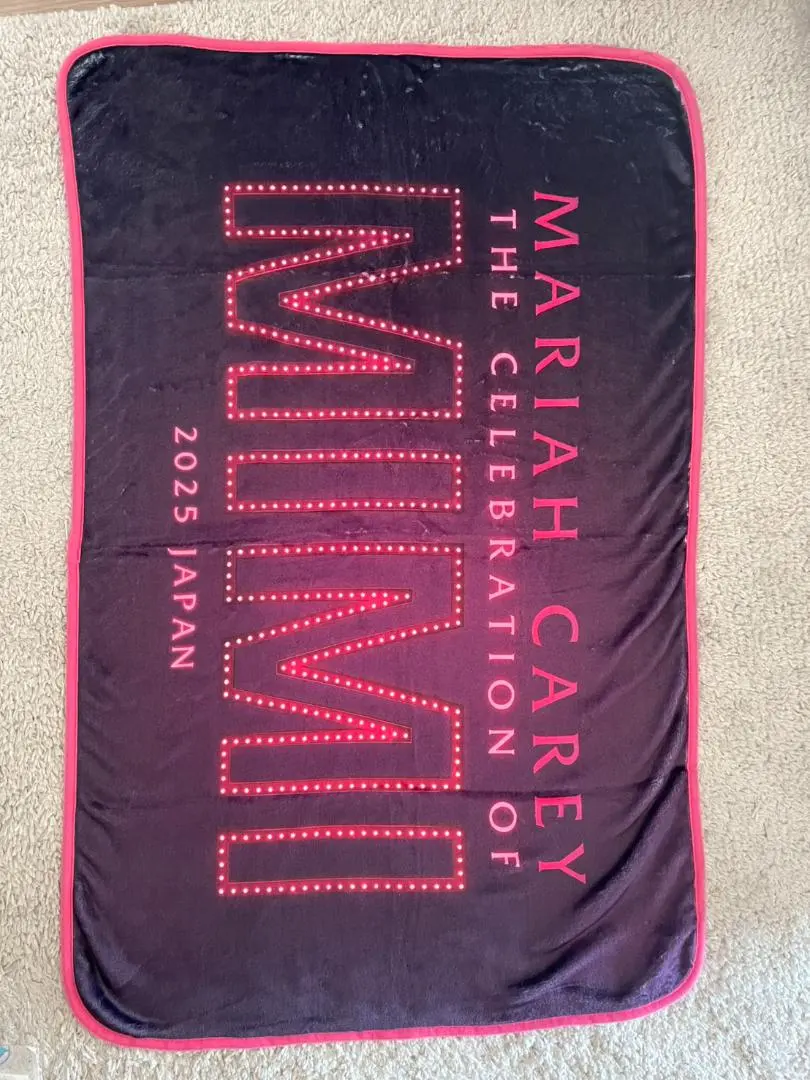 MARIAH CAREY
THE CELEBRATION OF
MIMI
2025 JAPAN